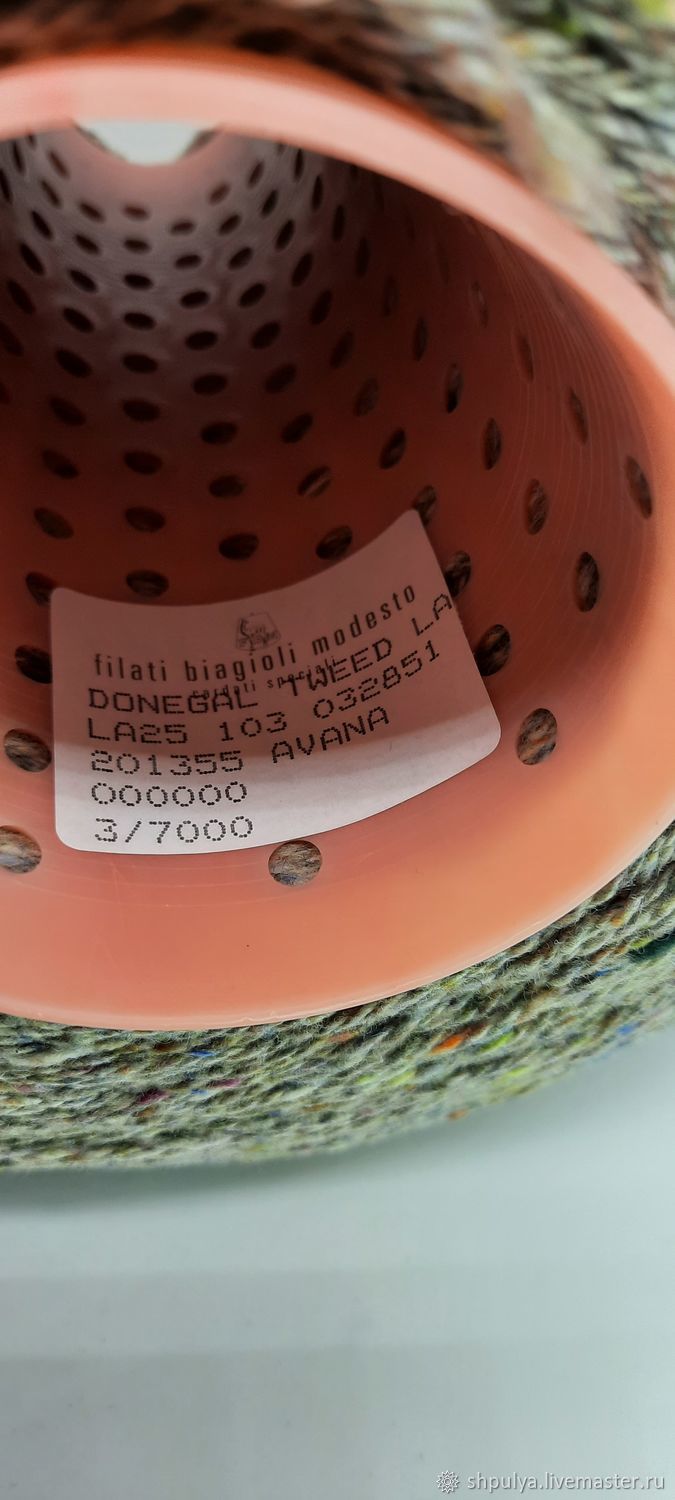 filati biagioli modesto
DONEGAL TWEED LA
LA25 103 032851
201355 AVANA
000000
3/7000
shpulya.livemaster.ru